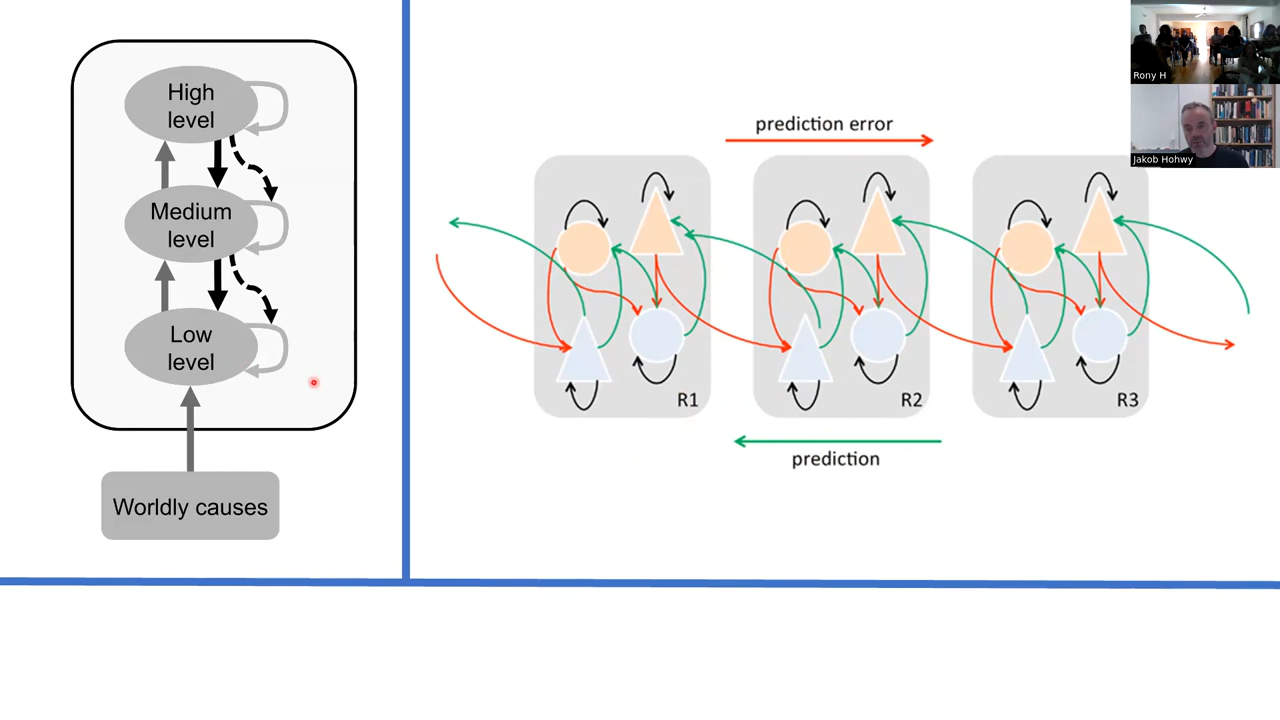 High
level
Medium
level
Low
level
Worldly causes
prediction error
R1
R2
R3
prediction
Rony H
Jakob Hohwy